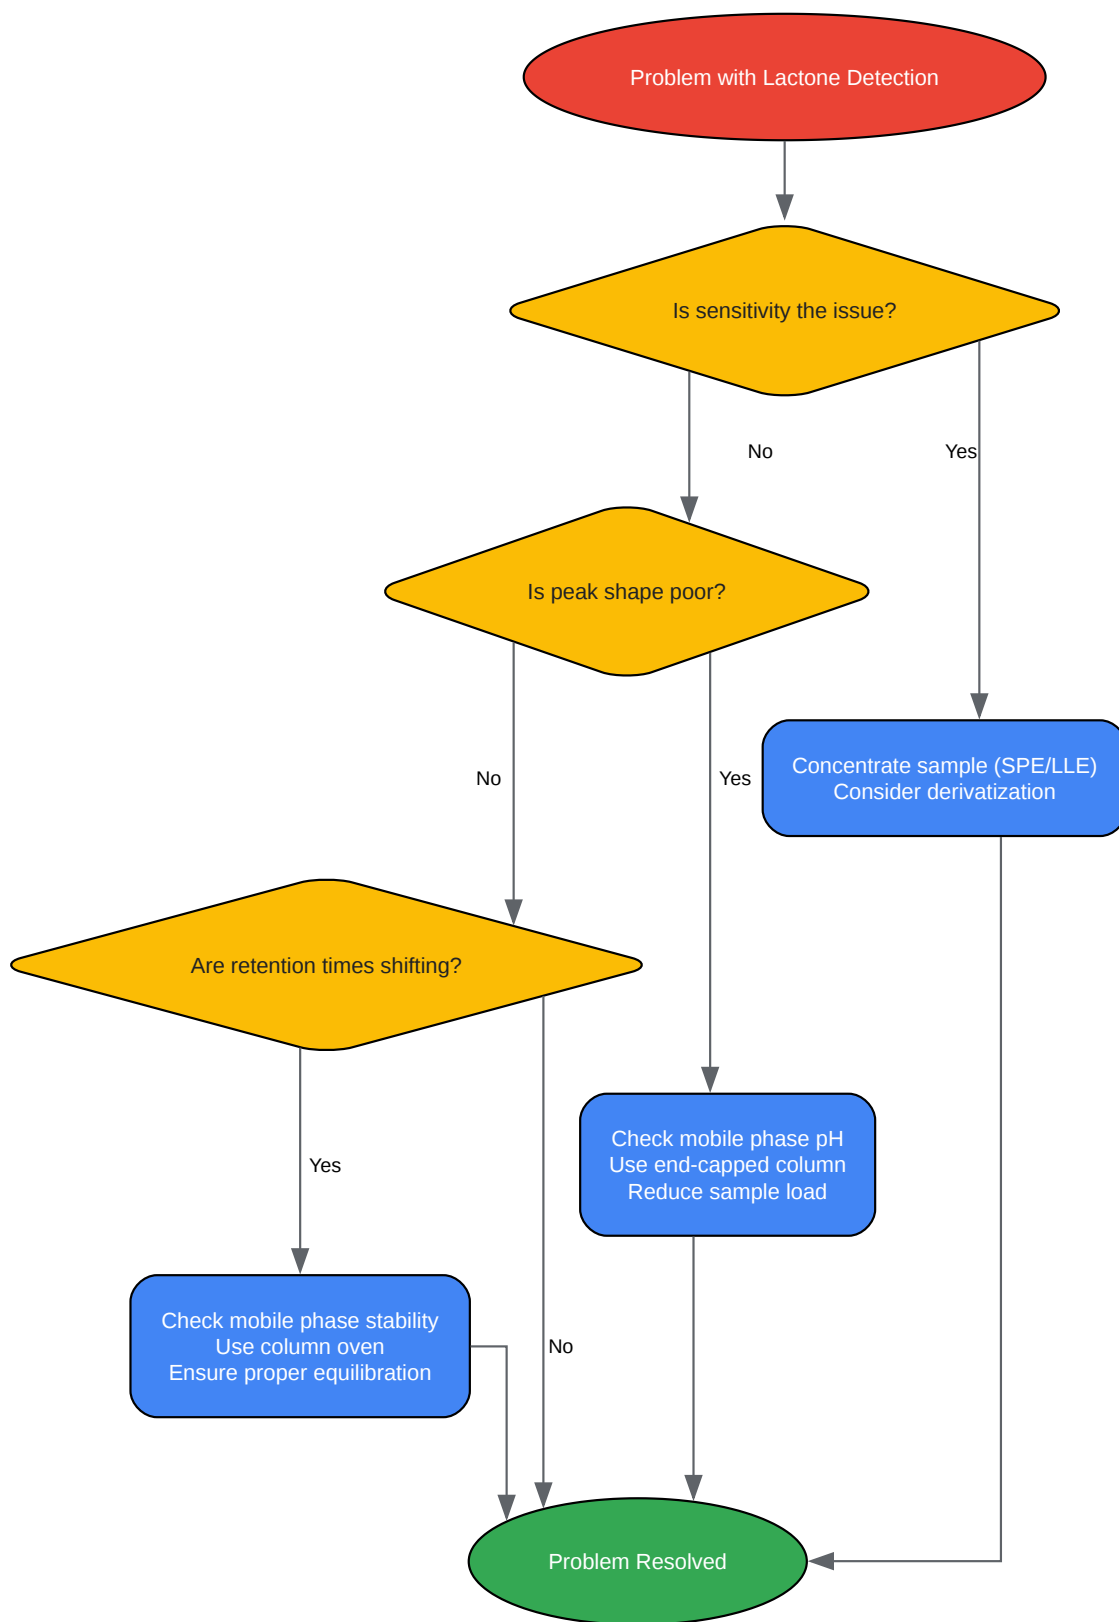 Problem with Lactone Detection
Is sensitivity the issue?
No
Yes
Is peak shape poor?
No
Yes
Concentrate sample (SPE/LLE)
Consider derivatization
Are retention times shifting?
Check mobile phase pH
Use end-capped column
Reduce sample load
Yes
Check mobile phase stability
Use column oven
Ensure proper equilibration
No
Problem Resolved